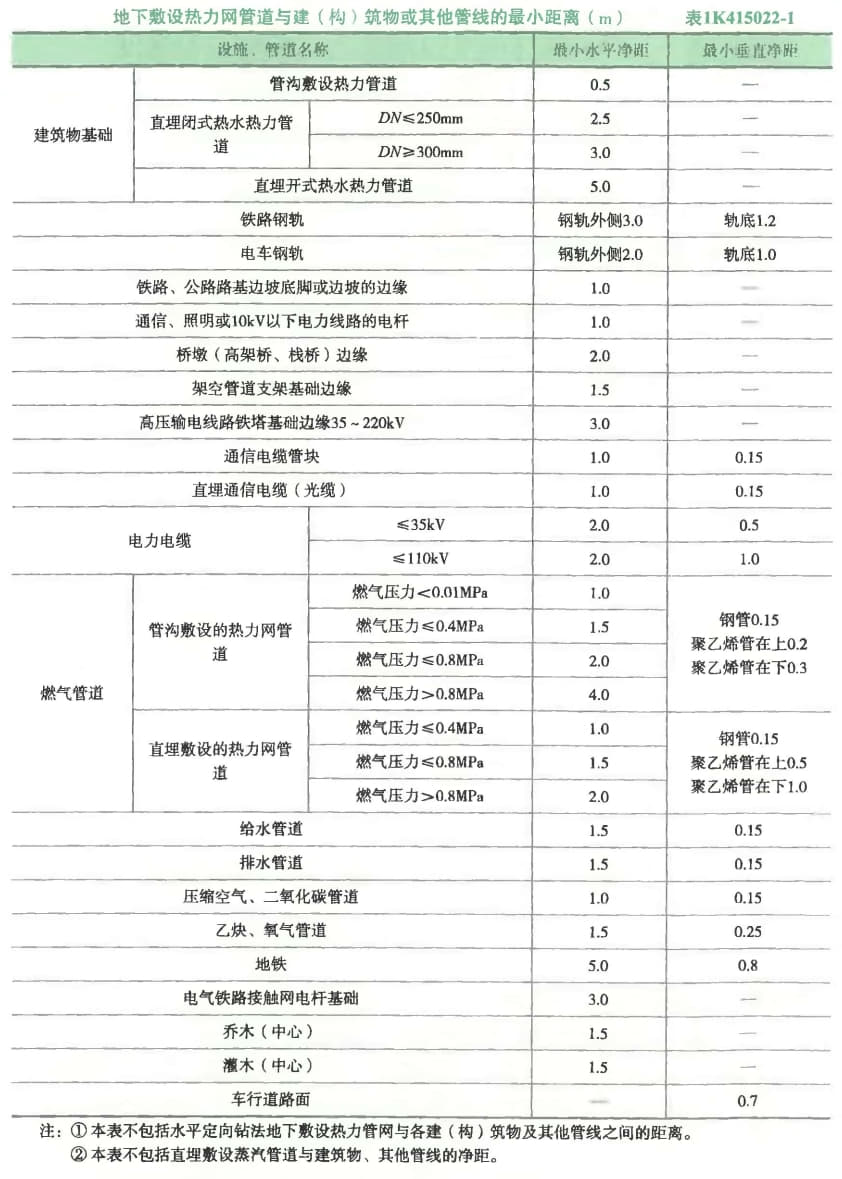 地下敷设热力网管道与建（构）筑物或其他管线的最小距离（m） 表1K415022-1
设施、管道名称 最小水平净距 最小垂直净距
建筑物基础 管沟敷设热力管道 0.5 —
直埋闭式热水热力管道 DN≤250mm 2.5 —
DN≥300mm 3.0 —
直埋开式热水热力管道 5.0 —
铁路钢轨 钢轨外侧3.0 轨底1.2
电车钢轨 钢轨外侧2.0 轨底1.0
铁路、公路路基边坡底脚或边坡的边缘 1.0 —
通信、照明或10kV以下电力线路的电杆 1.0 —
桥墩（高架桥、栈桥）边缘 2.0 —
架空管道支架基础边缘 1.5 —
高压输电线路铁塔基础边缘35～220kV 3.0 —
通信电缆管块 1.0 0.15
直埋通信电缆（光缆） 1.0 0.15
电力电缆 ≤35kV 2.0 0.5
≤110kV 2.0 1.0
燃气管道 管沟敷设的热力网管道 燃气压力＜0.01MPa 1.0 钢管0.15
燃气压力≤0.4MPa 1.5 聚乙烯管在上0.2
燃气压力≤0.8MPa 2.0 聚乙烯管在下0.3
燃气压力＞0.8MPa 4.0
直埋敷设的热力网管道 燃气压力≤0.4MPa 1.0 钢管0.15
燃气压力≤0.8MPa 1.5 聚乙烯管在上0.5
燃气压力＞0.8MPa 2.0 聚乙烯管在下1.0
给水管道 1.5 0.15
排水管道 1.5 0.15
压缩空气、二氧化碳管道 1.0 0.15
乙炔、氧气管道 1.5 0.25
地铁 5.0 0.8
电气铁路接触网电杆基础 3.0 —
乔木（中心） 1.5 —
灌木（中心） 1.5 —
车行道路面 — 0.7
注：①本表不包括水平定向钻法地下敷设热力管网与各建（构）筑物及其他管线之间的距离。
②本表不包括直埋敷设蒸汽管道与建筑物、其他管线的净距。